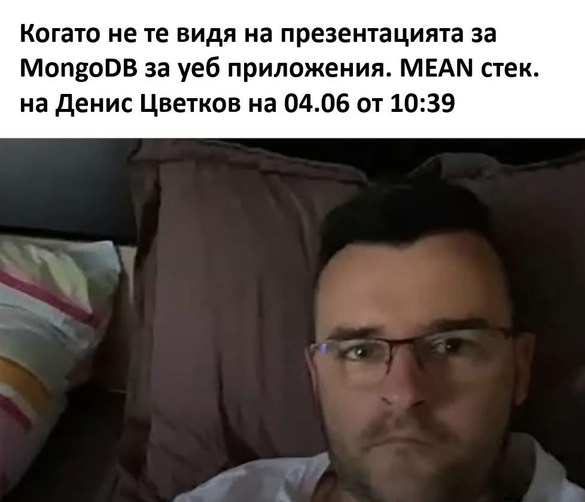 Когато не те видя на презентацията за
MongoDB за уеб приложения. MEAN стек.
на Денис Цветков на 04.06 от 10:39